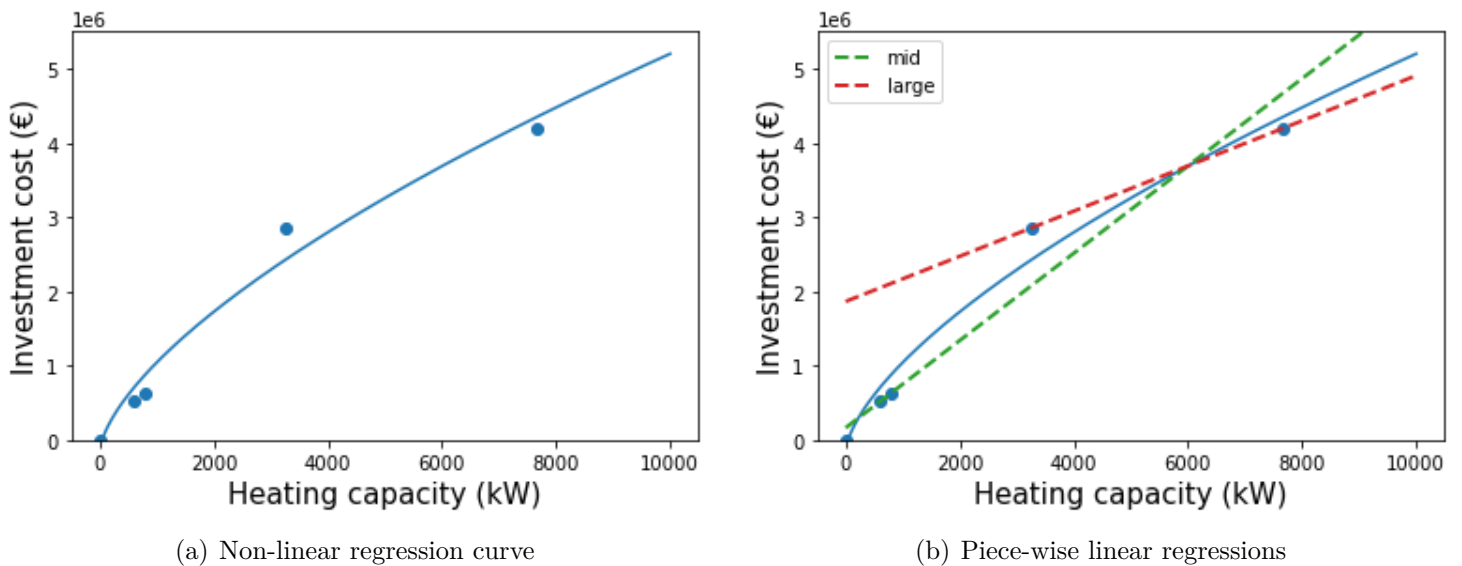 1e6
5
4
3
2
1
0
Investment cost (€)
0 2000 4000 6000 8000 10000
Heating capacity (kW)
(a) Non-linear regression curve
1e6
mid
large
5
4
3
2
1
0
Investment cost (€)
0 2000 4000 6000 8000 10000
Heating capacity (kW)
(b) Piece-wise linear regressions